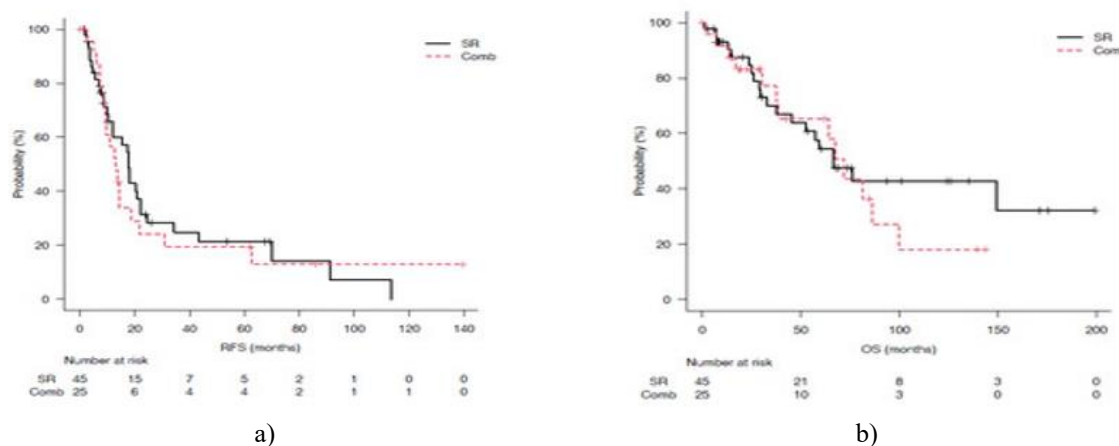 100
80
60
40
20
0
Probability (%)
SR
Comb
0 20 40 60 80 100 120 140
RFS (months)
Number at risk
SR 45 15 7 5 2 1 0 0
Comb 25 6 4 4 2 1 1 0
a)
100
80
60
40
20
0
Probability (%)
SR
Comb
0 50 100 150 200
OS (months)
Number at risk
SR 45 21 8 3 0
Comb 25 10 3 0 0
b)